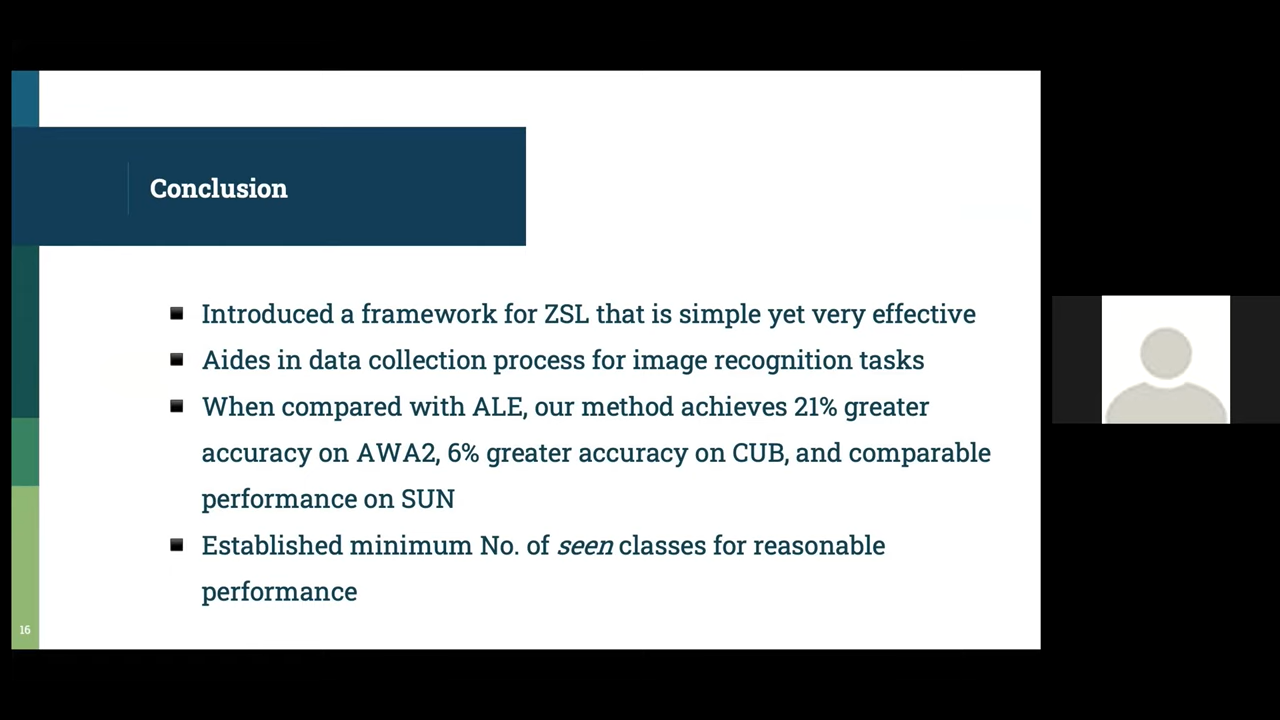 Conclusion
Introduced a framework for ZSL that is simple yet very effective
Aides in data collection process for image recognition tasks
When compared with ALE, our method achieves 21% greater
accuracy on AWA2, 6% greater accuracy on CUB, and comparable
performance on SUN
Established minimum No. of seen classes for reasonable
performance
16